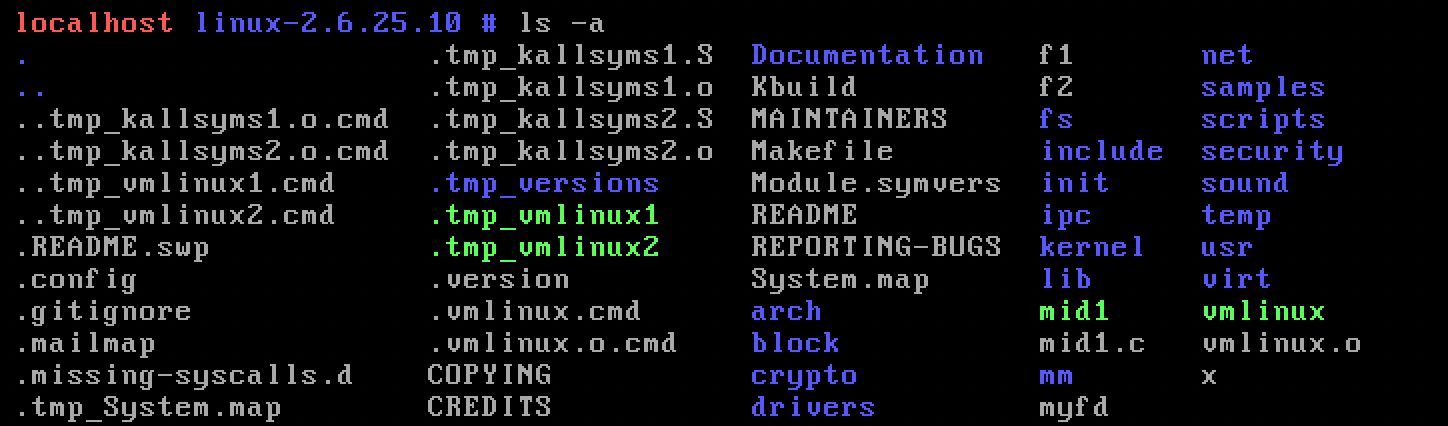 localhost linux-2.6.25.10 # ls -a
. .tmp_kallsyms1.S Documentation f1 net
.. .tmp_kallsyms1.o Kbuild f2 samples
..tmp_kallsyms1.o.cmd .tmp_kallsyms2.S MAINTAINERS fs scripts
..tmp_kallsyms2.o.cmd .tmp_kallsyms2.o Makefile include security
..tmp_vmlinux1.cmd .tmp_versions Module.symvers init sound
..tmp_vmlinux2.cmd .tmp_vmlinux1 README ipc temp
.README.swp .tmp_vmlinux2 REPORTING-BUGS kernel usr
.config .version System.map lib virt
.gitignore .vmlinux.cmd arch mid1 vmlinux
.mailmap .vmlinux.o.cmd block mid1.c vmlinux.o
.missing-syscalls.d COPYING crypto mm x
.tmp_System.map CREDITS drivers myfd